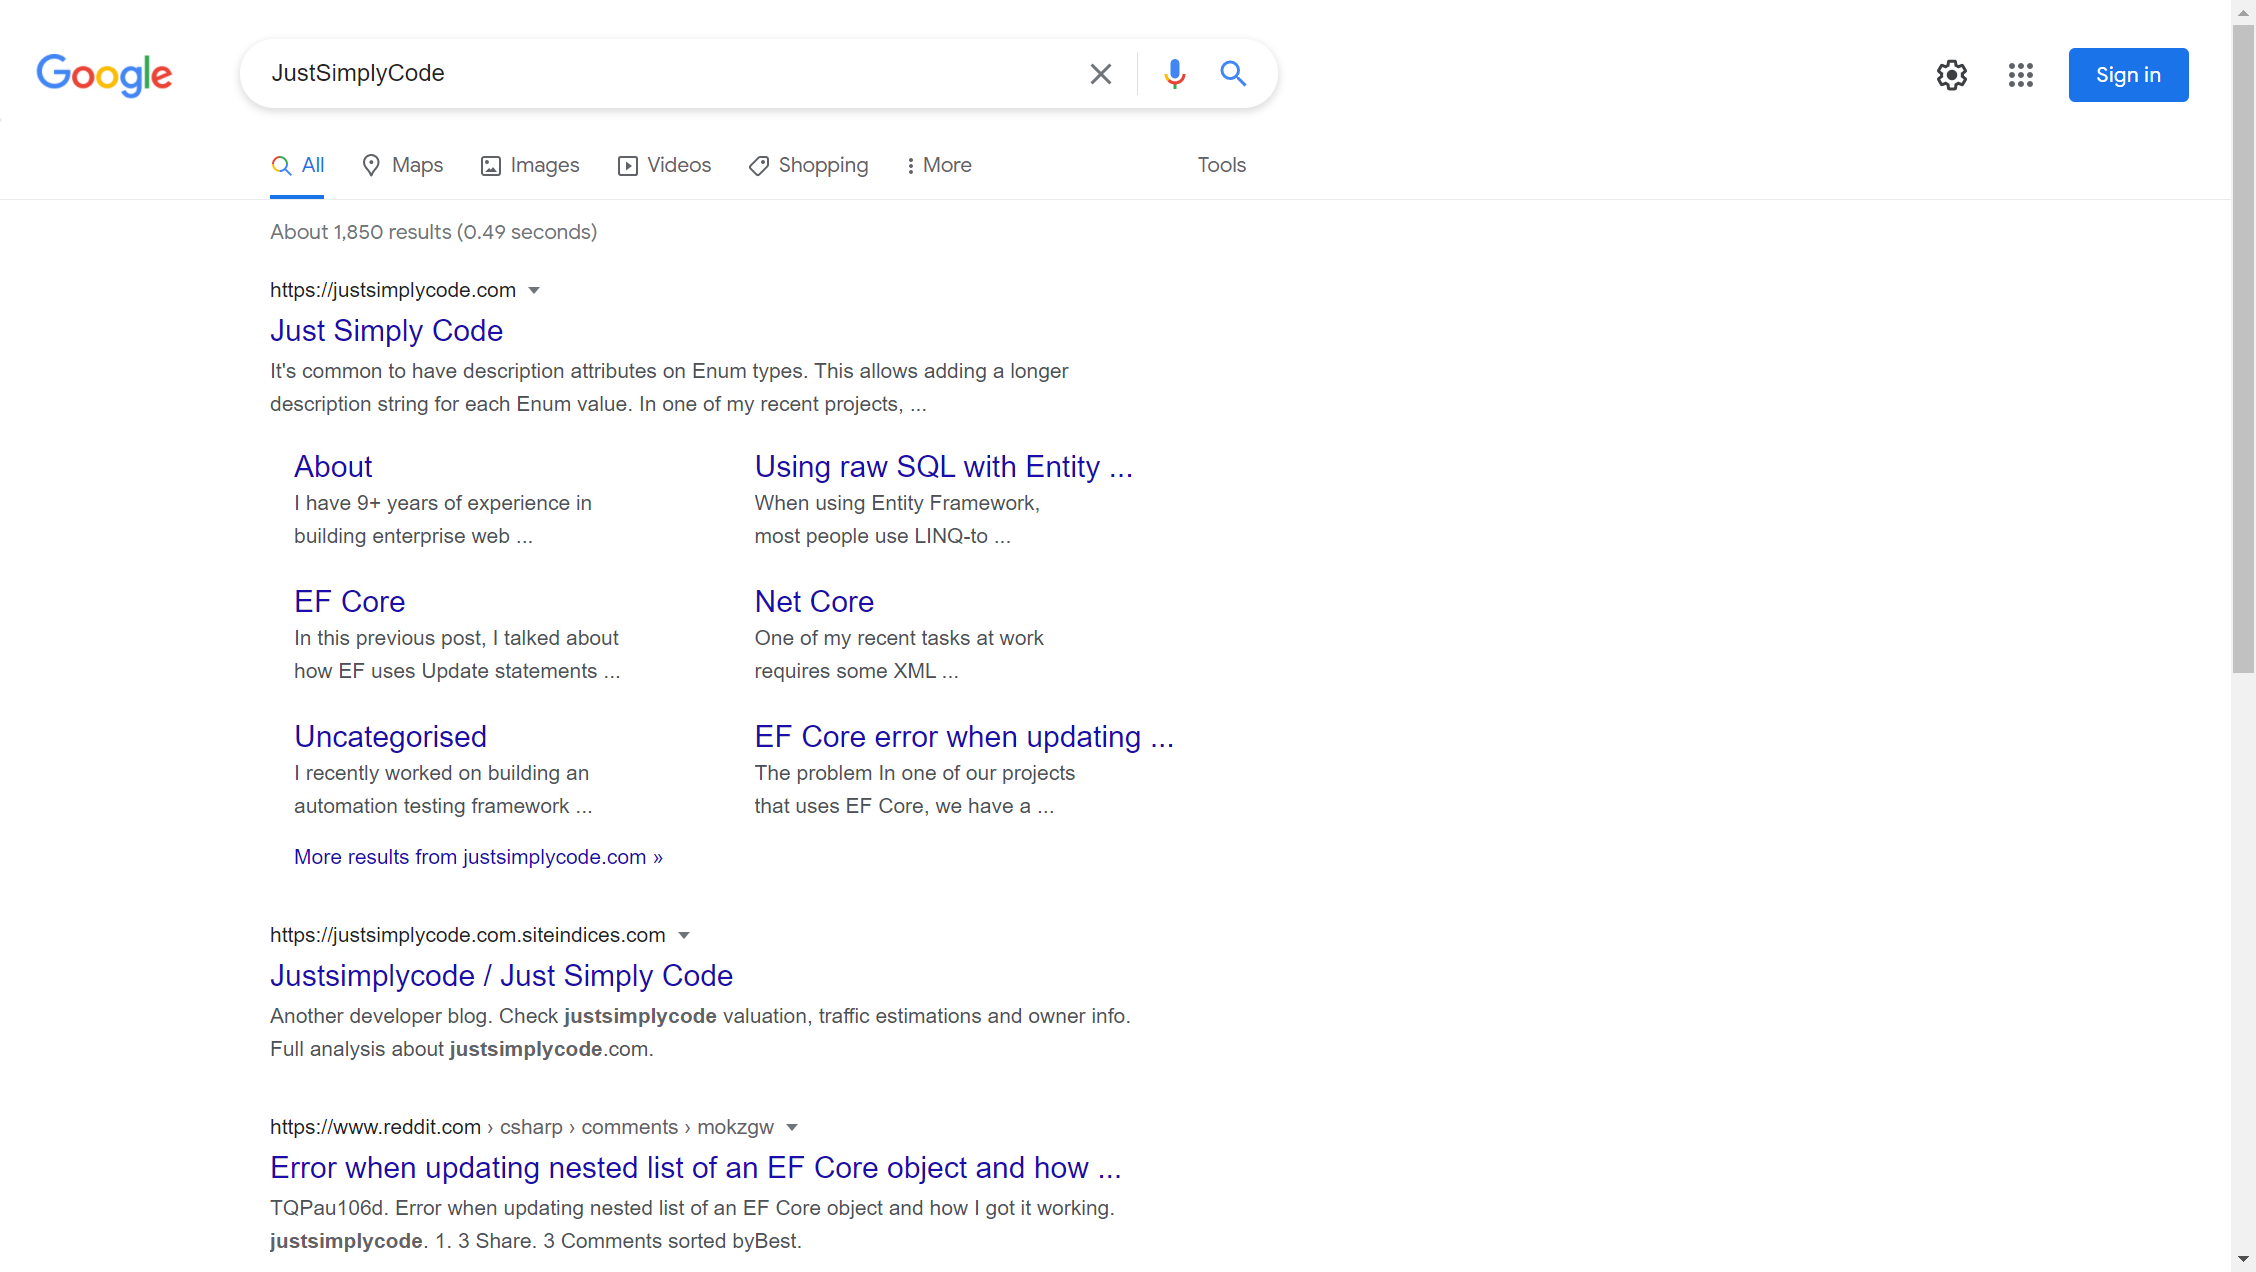 Google
JustSimplyCode
Sign in
All
Maps
Images
Videos
Shopping
More
Tools
About 1,850 results (0.49 seconds)
https://justsimplycode.com
Just Simply Code
It's common to have description attributes on Enum types. This allows adding a longer
description string for each Enum value. In one of my recent projects, ...
About
I have 9+ years of experience in
building enterprise web ...
Using raw SQL with Entity ...
When using Entity Framework,
most people use LINQ-to ...
EF Core
In this previous post, I talked about
how EF uses Update statements ...
Net Core
One of my recent tasks at work
requires some XML ...
Uncategorised
I recently worked on building an
automation testing framework ...
EF Core error when updating ...
The problem In one of our projects
that uses EF Core, we have a ...
More results from justsimplycode.com »
https://justsimplycode.com.siteindices.com
Justsimplycode / Just Simply Code
Another developer blog. Check justsimplycode valuation, traffic estimations and owner info.
Full analysis about justsimplycode.com.
https://www.reddit.com › csharp › comments › mokzgw
Error when updating nested list of an EF Core object and how ...
TQPau106d. Error when updating nested list of an EF Core object and how I got it working.
justsimplycode. 1. 3 Share. 3 Comments sorted byBest.